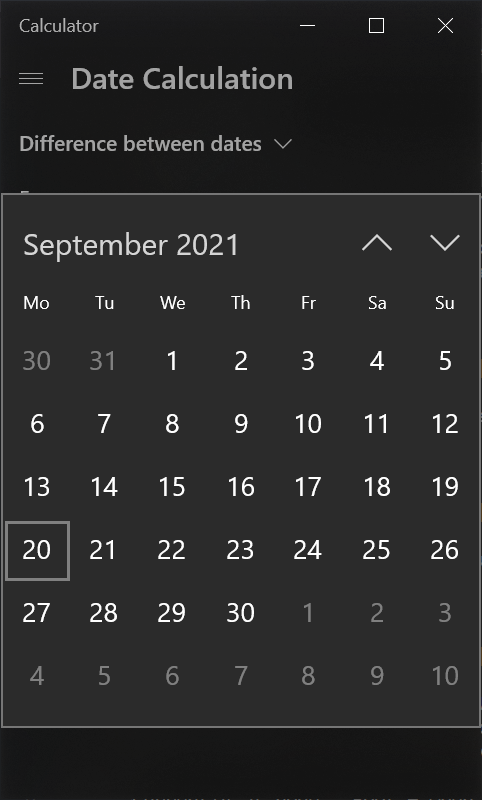 Calculator
Date Calculation
Difference between dates
September 2021
Mo Tu We Th Fr Sa Su
30 31 1 2 3 4 5
6 7 8 9 10 11 12
13 14 15 16 17 18 19
20 21 22 23 24 25 26
27 28 29 30 1 2 3
4 5 6 7 8 9 10